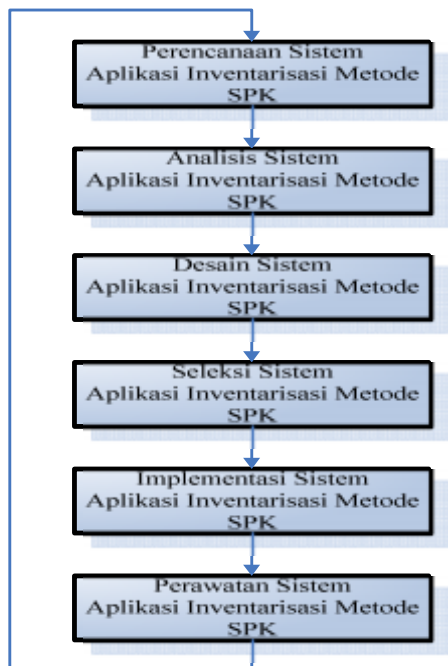 Perencanaan Sistem
Aplikasi Inventarisasi Metode
SPK
Analisis Sistem
Aplikasi Inventarisasi Metode
SPK
Desain Sistem
Aplikasi Inventarisasi Metode
SPK
Seleksi Sistem
Aplikasi Inventarisasi Metode
SPK
Implementasi Sistem
Aplikasi Inventarisasi Metode
SPK
Perawatan Sistem
Aplikasi Inventarisasi Metode
SPK